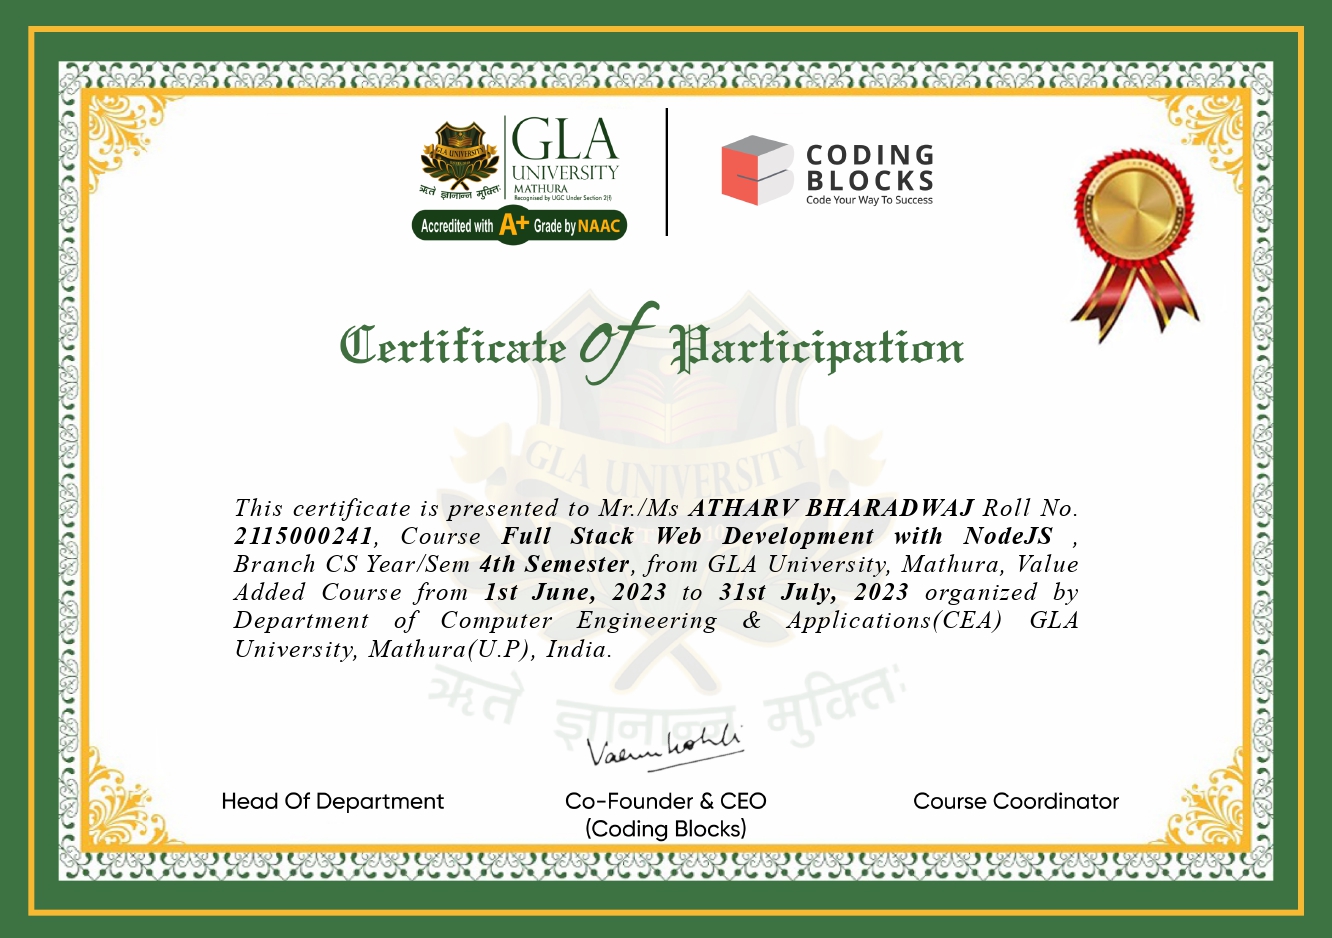 GLA UNIVERSITY
GLA
UNIVERSITY
MATHURA
Recognised by UGC Under Section 2(f)
ऋते ज्ञानान्न मुक्तिः
Accredited with A+ Grade by NAAC
CODING
BLOCKS
Code Your Way To Success
Certificate of Participation
GLA UNIVERSITY
This certificate is presented to Mr./Ms ATHARV BHARADWAJ Roll No.
2115000241, Course Full Stack Web Development with NodeJS ,
Branch CS Year/Sem 4th Semester, from GLA University, Mathura, Value
Added Course from 1st June, 2023 to 31st July, 2023 organized by
Department of Computer Engineering & Applications(CEA) GLA
University, Mathura(U.P), India.
ऋते ज्ञानान्न मुक्तिः
Varun Kohli
Head Of Department
Co-Founder & CEO
(Coding Blocks)
Course Coordinator